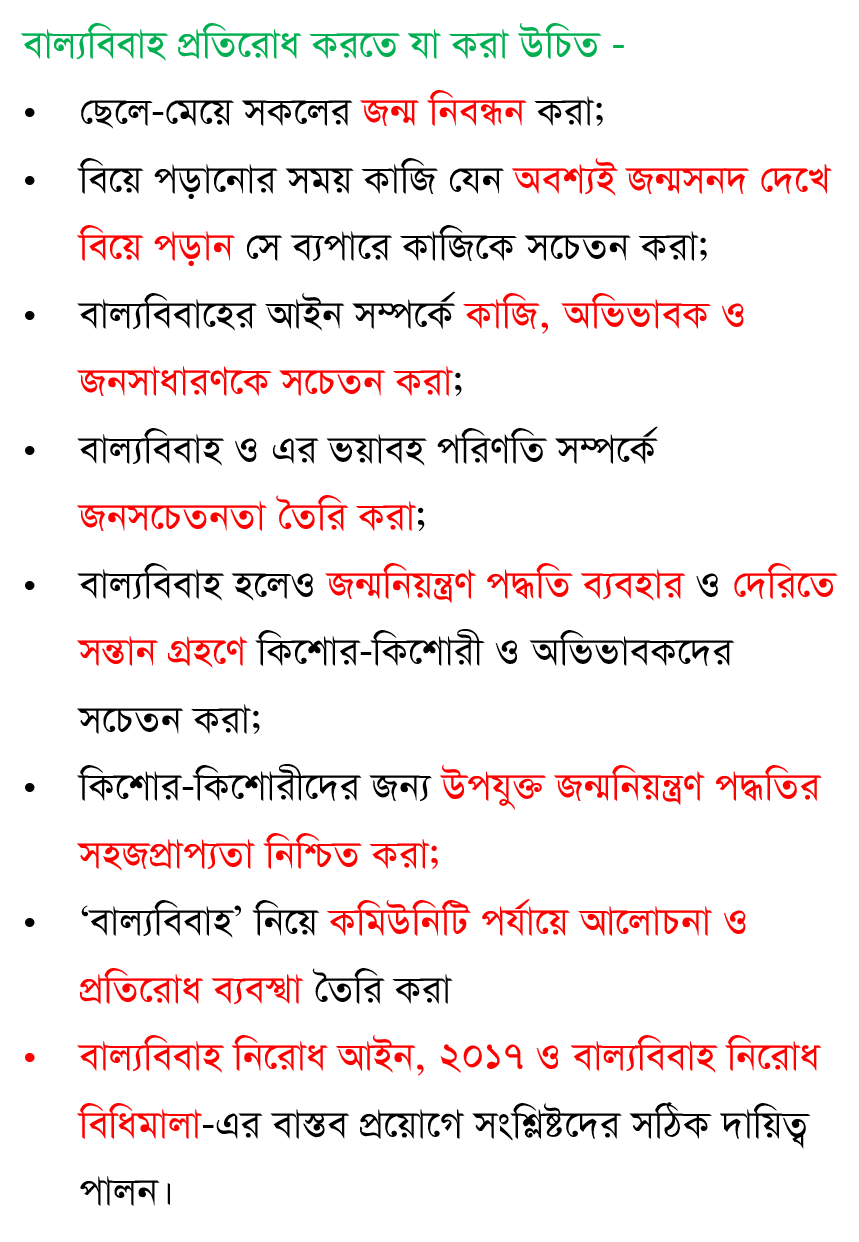 বাল্যবিবাহ প্রতিরোধ করতে যা করা উচিত -
• ছেলে-মেয়ে সকলের জন্ম নিবন্ধন করা;
• বিয়ে পড়ানোর সময় কাজি যেন অবশ্যই জন্মসনদ দেখে
বিয়ে পড়ান সে ব্যপারে কাজিকে সচেতন করা;
• বাল্যবিবাহের আইন সম্পর্কে কাজি, অভিভাবক ও
জনসাধারণকে সচেতন করা;
• বাল্যবিবাহ ও এর ভয়াবহ পরিণতি সম্পর্কে
জনসচেতনতা তৈরি করা;
• বাল্যবিবাহ হলেও জন্মনিয়ন্ত্রণ পদ্ধতি ব্যবহার ও দেরিতে
সন্তান গ্রহণে কিশোর-কিশোরী ও অভিভাবকদের
সচেতন করা;
• কিশোর-কিশোরীদের জন্য উপযুক্ত জন্মনিয়ন্ত্রণ পদ্ধতির
সহজপ্রাপ্যতা নিশ্চিত করা;
• ‘বাল্যবিবাহ’ নিয়ে কমিউনিটি পর্যায়ে আলোচনা ও
প্রতিরোধ ব্যবস্থা তৈরি করা
• বাল্যবিবাহ নিরোধ আইন, ২০১৭ ও বাল্যবিবাহ নিরোধ
বিধিমালা-এর বাস্তব প্রয়োগে সংশ্লিষ্টদের সঠিক দায়িত্ব
পালন।